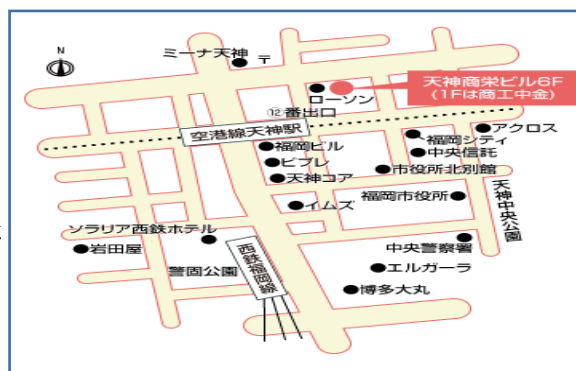 N
ミーナ天神
〒
天神商栄ビル6F
(1Fは商工中金)
ローソン
⑫番出口
空港線天神駅
福岡ビル
ビブレ
天神コア
イムズ
福岡シティ
アクロス
中央信託
市役所北別館
福岡市役所
天神中央公園
ソラリア西鉄ホテル
岩田屋
警固公園
西鉄福岡線
中央警察署
エルガーラ
博多大丸